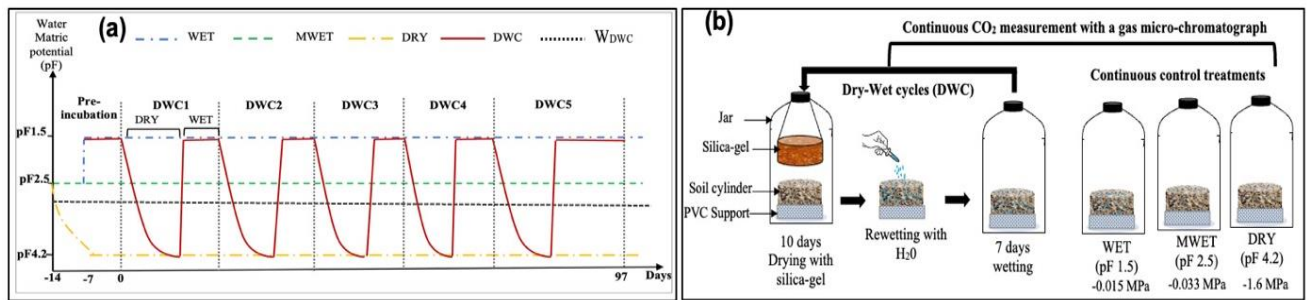 (a)
Water
Matric
potential
(pF)
WET
MWET
DRY
DWC
WDWC
Pre-
incubation
DWC1
DWC2
DWC3
DWC4
DWC5
DRY
WET
pF1.5
pF2.5
pF4.2
-14
-7
0
97
Days
(b)
Continuous CO2 measurement with a gas micro-chromatograph
Dry-Wet cycles (DWC)
Continuous control treatments
Jar
Silica-gel
Soil cylinder
PVC Support
10 days
Drying with
silica-gel
Rewetting with
H20
7 days
wetting
WET
(pF 1.5)
-0.015 MPa
MWET
(pF 2.5)
-0.033 MPa
DRY
(pF 4.2)
-1.6 MPa